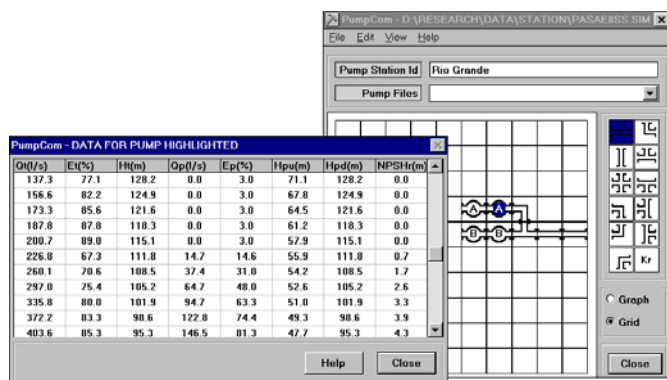 PumpCom - D:\RESEARCH\DATA\STATION\PASAE8SS.SIM
File Edit View Help
Pump Station Id Rio Grande
Pump Files
PumpCom - DATA FOR PUMP HIGHLIGHTED
Qt(l/s) Et(%) Ht(m) Qp(l/s) Ep(%) Hpu(m) Hpd(m) NPSHr(m)
137.3 77.1 128.2 0.0 3.0 71.1 128.2 0.0
156.6 82.2 124.9 0.0 3.0 67.8 124.9 0.0
173.3 85.6 121.6 0.0 3.0 64.5 121.6 0.0
187.8 87.8 118.3 0.0 3.0 61.2 118.3 0.0
200.7 89.0 115.1 0.0 3.0 57.9 115.1 0.0
226.8 67.3 111.8 14.7 14.6 55.9 111.8 0.7
260.1 70.6 108.5 37.4 31.0 54.2 108.5 1.7
297.0 75.4 105.2 64.7 48.0 52.6 105.2 2.6
335.8 80.0 101.9 94.7 63.3 51.0 101.9 3.3
372.2 83.3 98.6 122.8 74.4 49.3 98.6 3.9
403.6 85.3 95.3 146.5 81.3 47.7 95.3 4.3
Help Close
A A
B B
Kr
Graph
Grid
Close